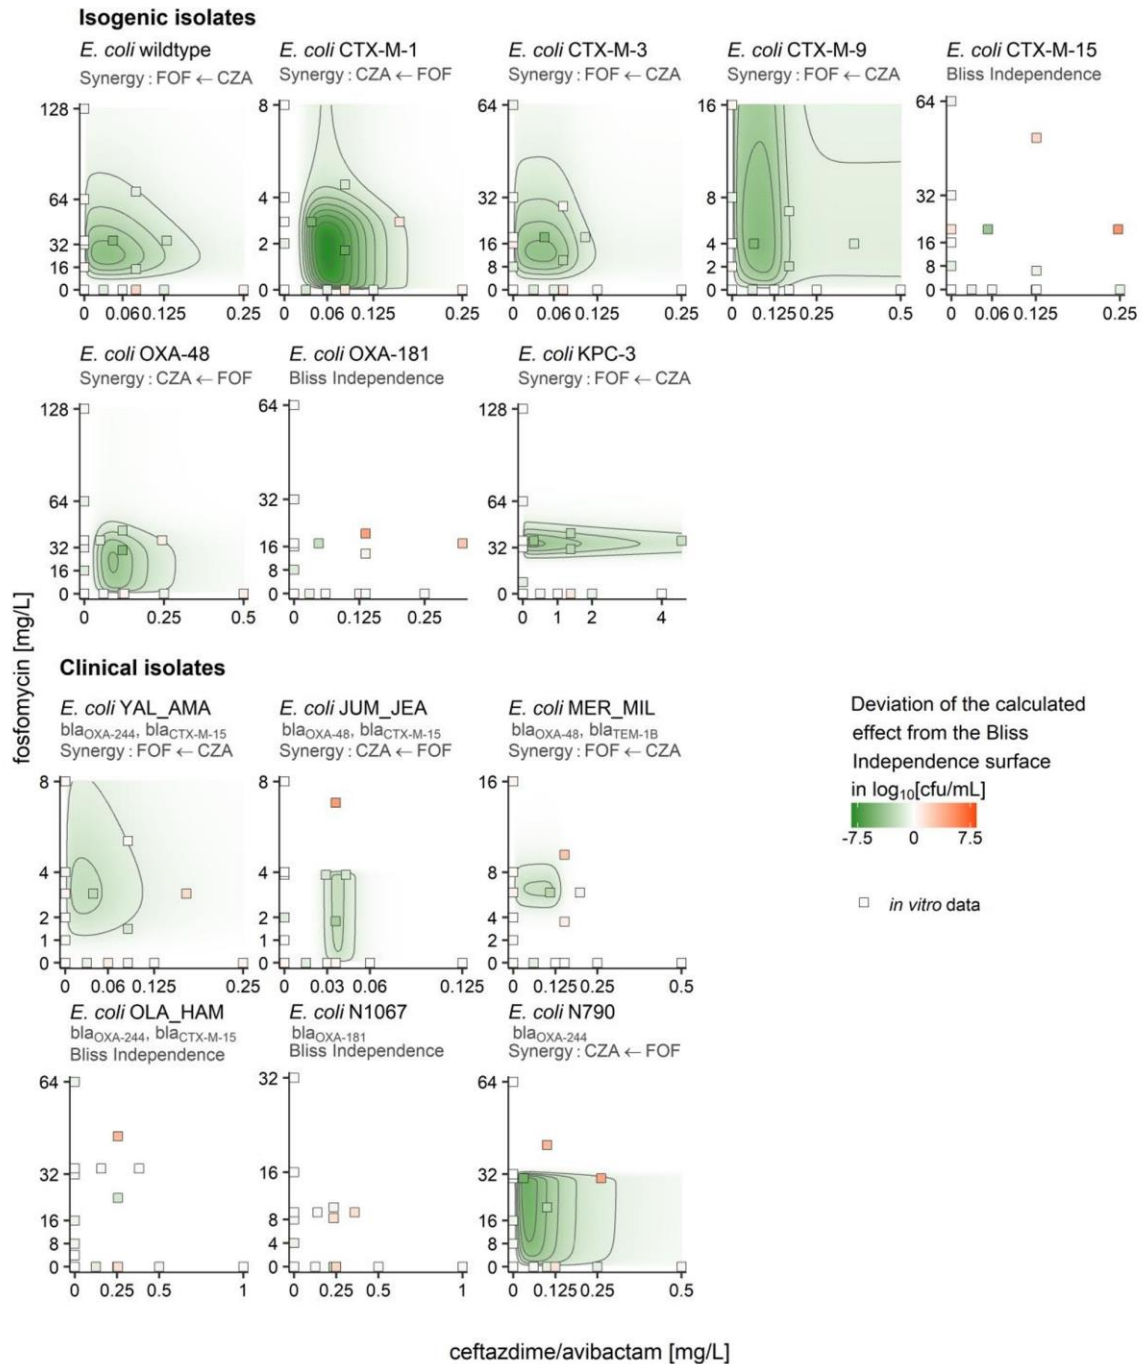 Isogenic isolates
E. coli wildtype
Synergy : FOF ← CZA
128
64
32
16
0
0 0.06 0.125 0.25
E. coli CTX-M-1
Synergy : CZA ← FOF
8
4
2
0
0 0.06 0.125 0.25
E. coli CTX-M-3
Synergy : FOF ← CZA
64
32
16
8
0
0 0.06 0.125 0.25
E. coli CTX-M-9
Synergy : FOF ← CZA
16
8
4
2
0
0 0.125 0.25 0.5
E. coli CTX-M-15
Bliss Independence
64
32
16
8
0
0 0.06 0.125 0.25
E. coli OXA-48
Synergy : CZA ← FOF
128
64
32
16
0
0 0.125 0.25 0.5
E. coli OXA-181
Bliss Independence
64
32
16
8
0
0 0.125 0.25
E. coli KPC-3
Synergy : FOF ← CZA
128
64
32
0
0 1 2 4
fosfomycin [mg/L]
Clinical isolates
E. coli YAL_AMA
blaOXA-244, blaCTX-M-15
Synergy : FOF ← CZA
8
4
2
1
0
0 0.06 0.125 0.25
E. coli JUM_JEA
blaOXA-48, blaCTX-M-15
Synergy : CZA ← FOF
8
4
2
1
0
0 0.03 0.06 0.125
E. coli MER_MIL
blaOXA-48, blaTEM-1B
Synergy : FOF ← CZA
16
8
4
2
0
0 0.125 0.25 0.5
Deviation of the calculated
effect from the Bliss
Independence surface
in log10[cfu/mL]
-7.5 0 7.5
in vitro data
E. coli OLA_HAM
blaOXA-244, blaCTX-M-15
Bliss Independence
64
32
16
8
0
0 0.25 0.5 1
E. coli N1067
blaOXA-181
Bliss Independence
32
16
8
4
0
0 0.25 0.5 1
E. coli N790
blaOXA-244
Synergy : CZA ← FOF
64
32
16
8
0
0 0.125 0.25 0.5
ceftazdime/avibactam [mg/L]